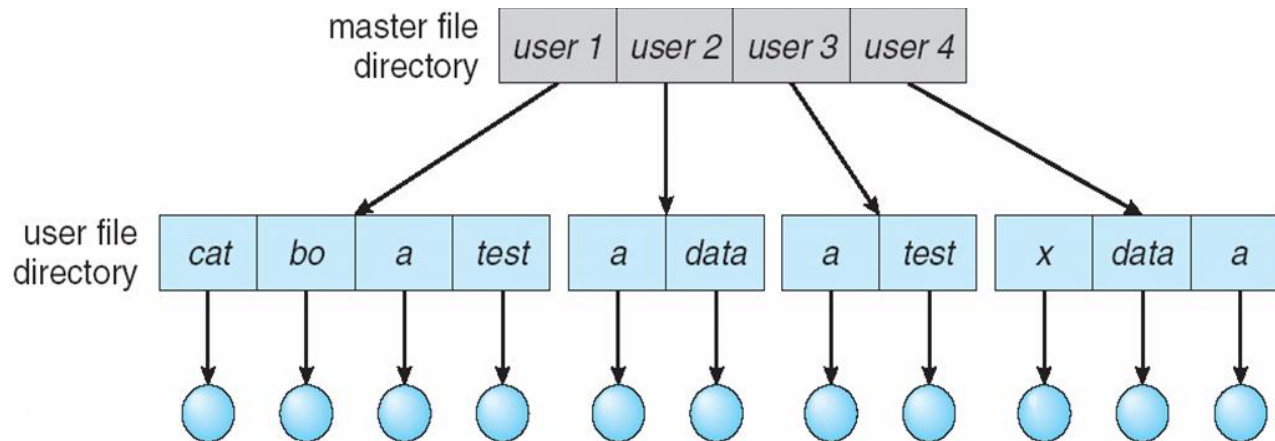 master file
directory
user 1 user 2 user 3 user 4
user file
directory
cat bo a test a data a test x data a